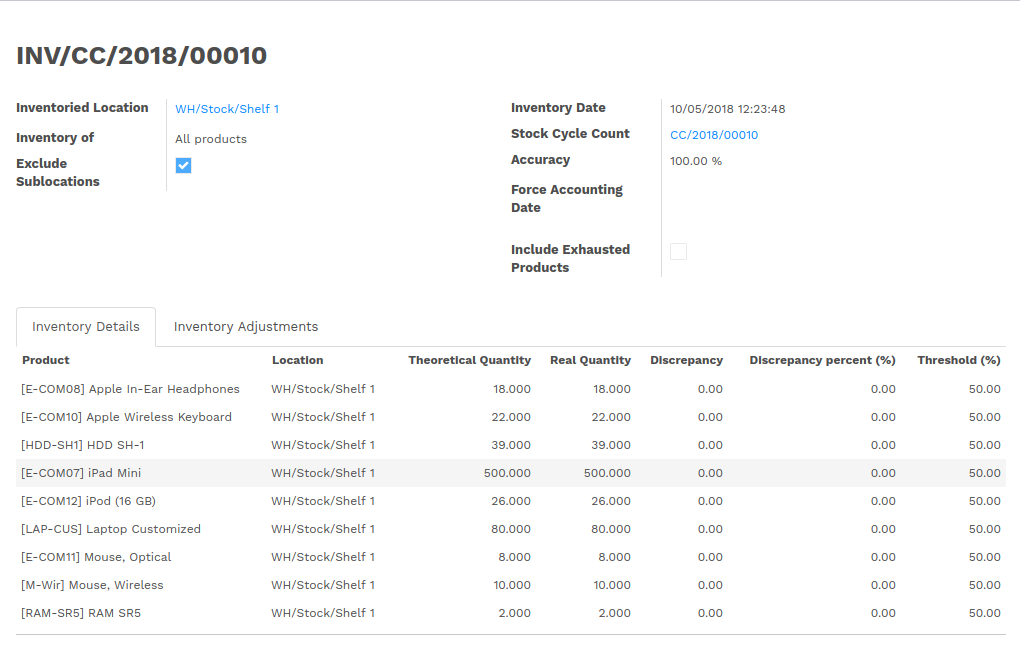 INV/CC/2018/00010
Inventoried Location WH/Stock/Shelf 1
Inventory of All products
Exclude
Sublocations
Inventory Date 10/05/2018 12:23:48
Stock Cycle Count CC/2018/00010
Accuracy 100.00 %
Force Accounting
Date
Include Exhausted
Products
Inventory Details Inventory Adjustments
Product Location Theoretical Quantity Real Quantity Discrepancy Discrepancy percent (%) Threshold (%)
[E-COM08] Apple In-Ear Headphones WH/Stock/Shelf 1 18.000 18.000 0.00 0.00 50.00
[E-COM10] Apple Wireless Keyboard WH/Stock/Shelf 1 22.000 22.000 0.00 0.00 50.00
[HDD-SH1] HDD SH-1 WH/Stock/Shelf 1 39.000 39.000 0.00 0.00 50.00
[E-COM07] iPad Mini WH/Stock/Shelf 1 500.000 500.000 0.00 0.00 50.00
[E-COM12] iPod (16 GB) WH/Stock/Shelf 1 26.000 26.000 0.00 0.00 50.00
[LAP-CUS] Laptop Customized WH/Stock/Shelf 1 80.000 80.000 0.00 0.00 50.00
[E-COM11] Mouse, Optical WH/Stock/Shelf 1 8.000 8.000 0.00 0.00 50.00
[M-Wir] Mouse, Wireless WH/Stock/Shelf 1 10.000 10.000 0.00 0.00 50.00
[RAM-SR5] RAM SR5 WH/Stock/Shelf 1 2.000 2.000 0.00 0.00 50.00